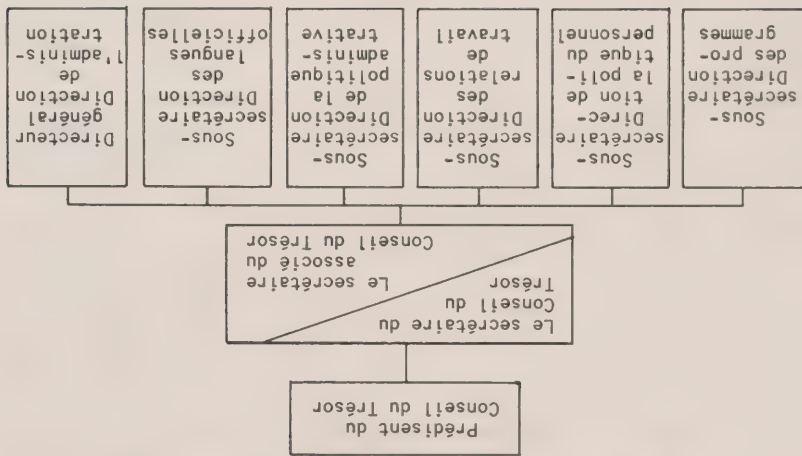 Prédisent du
Conseil du Trésor
Le secrétaire du
Conseil du
Trésor
Le secrétaire
associé du
Conseil du Trésor
Sous-
secrétaire
Direction
des pro-
grammes
Sous-
secrétaire
Direc-
tion de
la poli-
tique du
personnel
Sous-
secrétaire
Direction
des
relations
de
travail
Sous-
secrétaire
Direction
de la
politique
adminis-
trative
Sous-
secrétaire
Direction
des
langues
officielles
Directeur
général
Direction
de
l'adminis-
tration